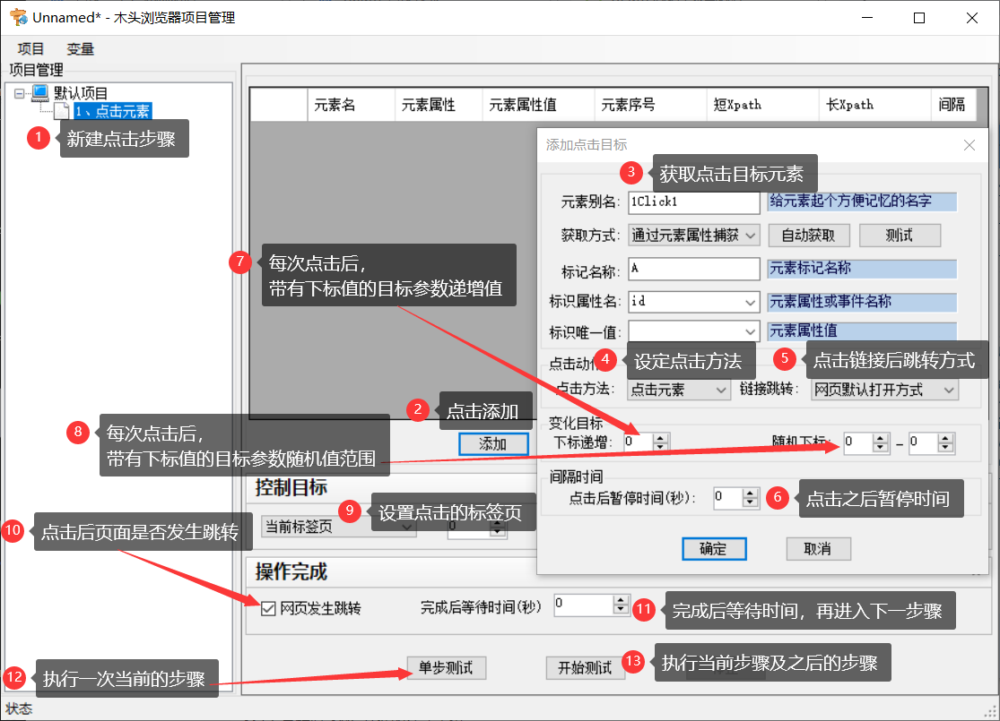 Unnamed* - 木头浏览器项目管理
项目 变量
项目管理
默认项目
1、点击元素
1 新建点击步骤
元素名 元素属性 元素属性值 元素序号 短Xpath 长Xpath 间隔
添加点击目标
3 获取点击目标元素
元素别名: 1Click1 给元素起个方便记忆的名字
获取方式: 通过元素属性捕获 自动获取 测试
标记名称: A 元素标记名称
标识属性名: id 元素属性或事件名称
标识唯一值: 元素属性值
7 每次点击后，
带有下标值的目标参数递增值
点击动作
4 设定点击方法
5 点击链接后跳转方式
点击方法: 点击元素 链接跳转: 网页默认打开方式
2 点击添加
添加
变化目标
下标递增: 0 随机下标: 0 - 0
8 每次点击后，
带有下标值的目标参数随机值范围
间隔时间
点击后暂停时间(秒): 0
6 点击之后暂停时间
确定 取消
控制目标
9 设置点击的标签页
当前标签页 0
10 点击后页面是否发生跳转
操作完成
网页发生跳转 完成后等待时间(秒) 0
11 完成后等待时间，再进入下一步骤
12 执行一次当前的步骤
单步测试 开始测试
13 执行当前步骤及之后的步骤
状态